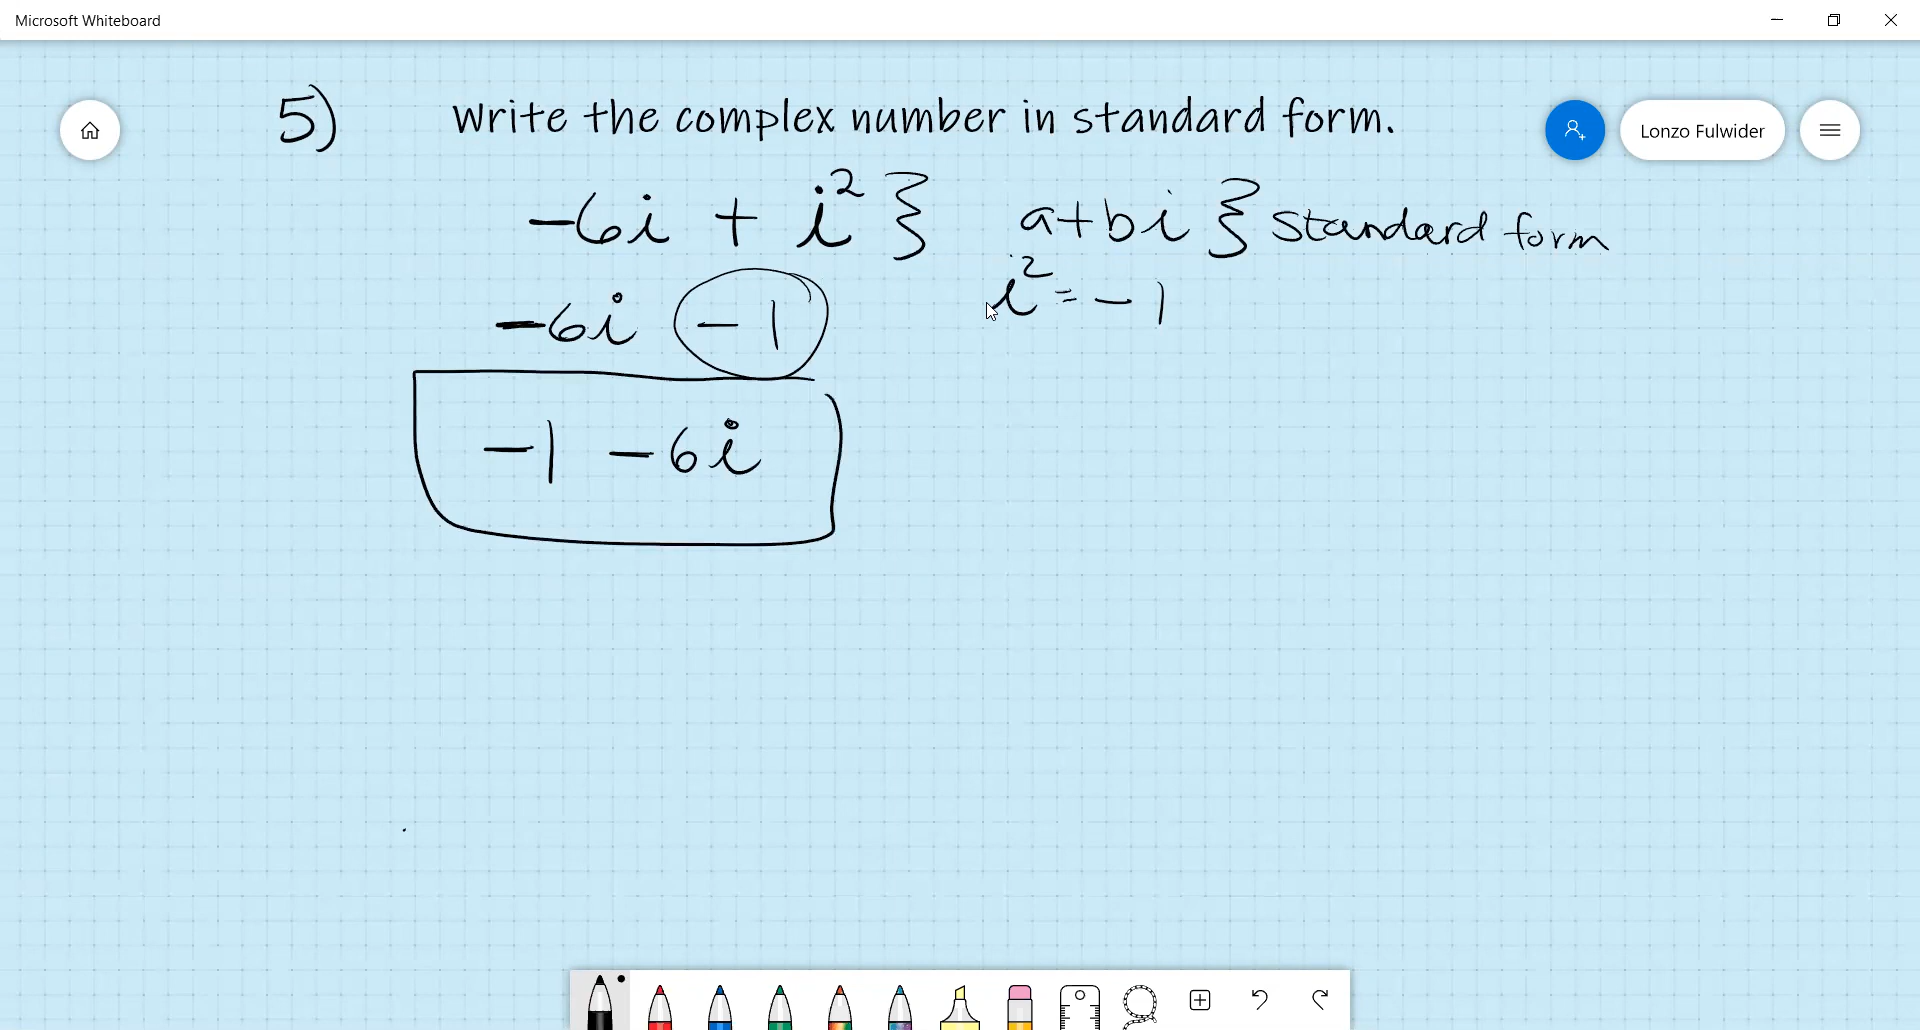 Microsoft Whiteboard
5) Write the complex number in standard form.
Lonzo Fulwider
-6i + i² } a+bi } standard form
-6i -1 i² = -1
-1 -6i